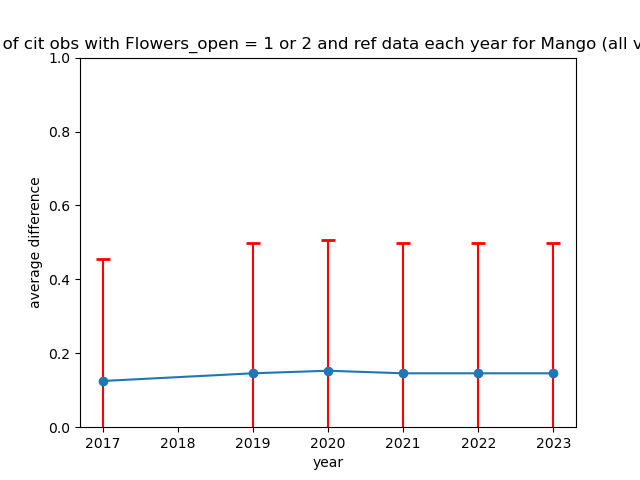 of cit obs with Flowers_open = 1 or 2 and ref data each year for Mango (all v
1.0
0.8
0.6
0.4
0.2
0.0
average difference
2017 2018 2019 2020 2021 2022 2023
year